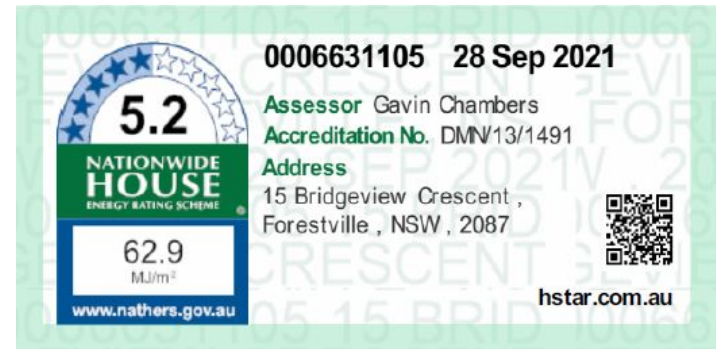 0006631105 28 Sep 2021
Assessor Gavin Chambers
Accreditation No. DMN/13/1491
Address
15 Bridgeview Crescent ,
Forestville , NSW , 2087
hstar.com.au
5.2
NATIONWIDE
HOUSE
ENERGY RATING SCHEME
62.9
MJ/m²
www.nathers.gov.au